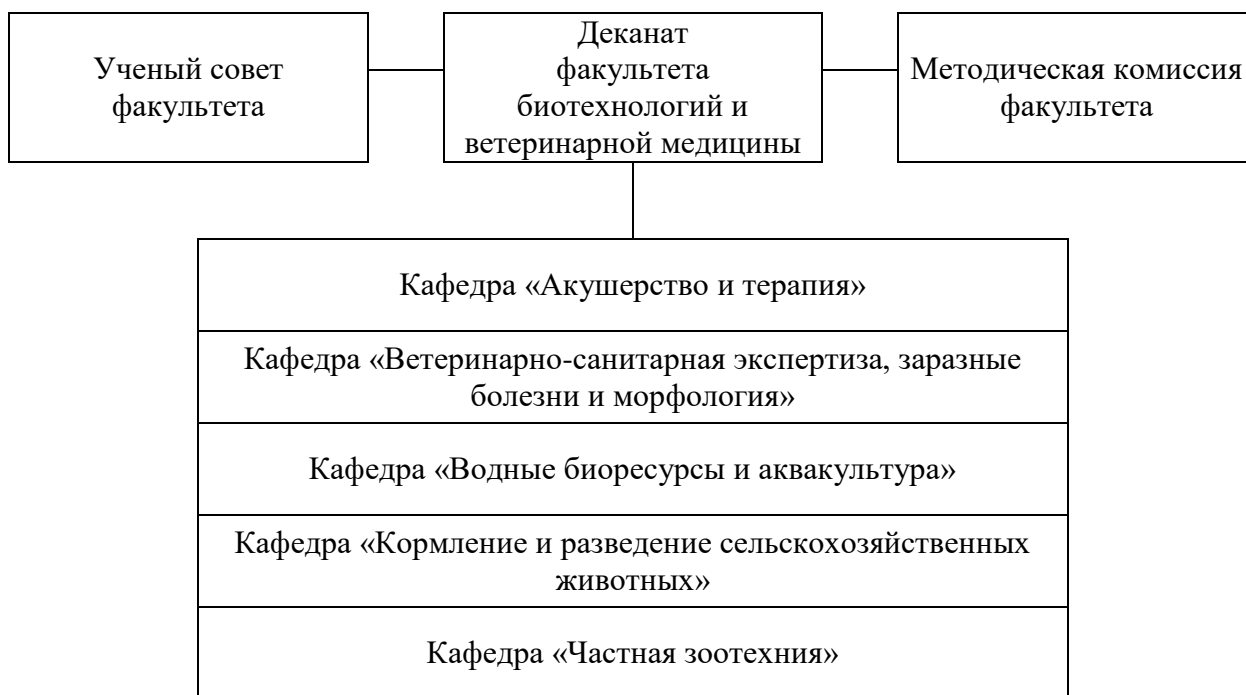 Ученый совет
факультета
Деканат
факультета
биотехнологий и
ветеринарной медицины
Методическая комиссия
факультета
Кафедра «Акушерство и терапия»
Кафедра «Ветеринарно-санитарная экспертиза, заразные
болезни и морфология»
Кафедра «Водные биоресурсы и аквакультура»
Кафедра «Кормление и разведение сельскохозяйственных
животных»
Кафедра «Частная зоотехния»